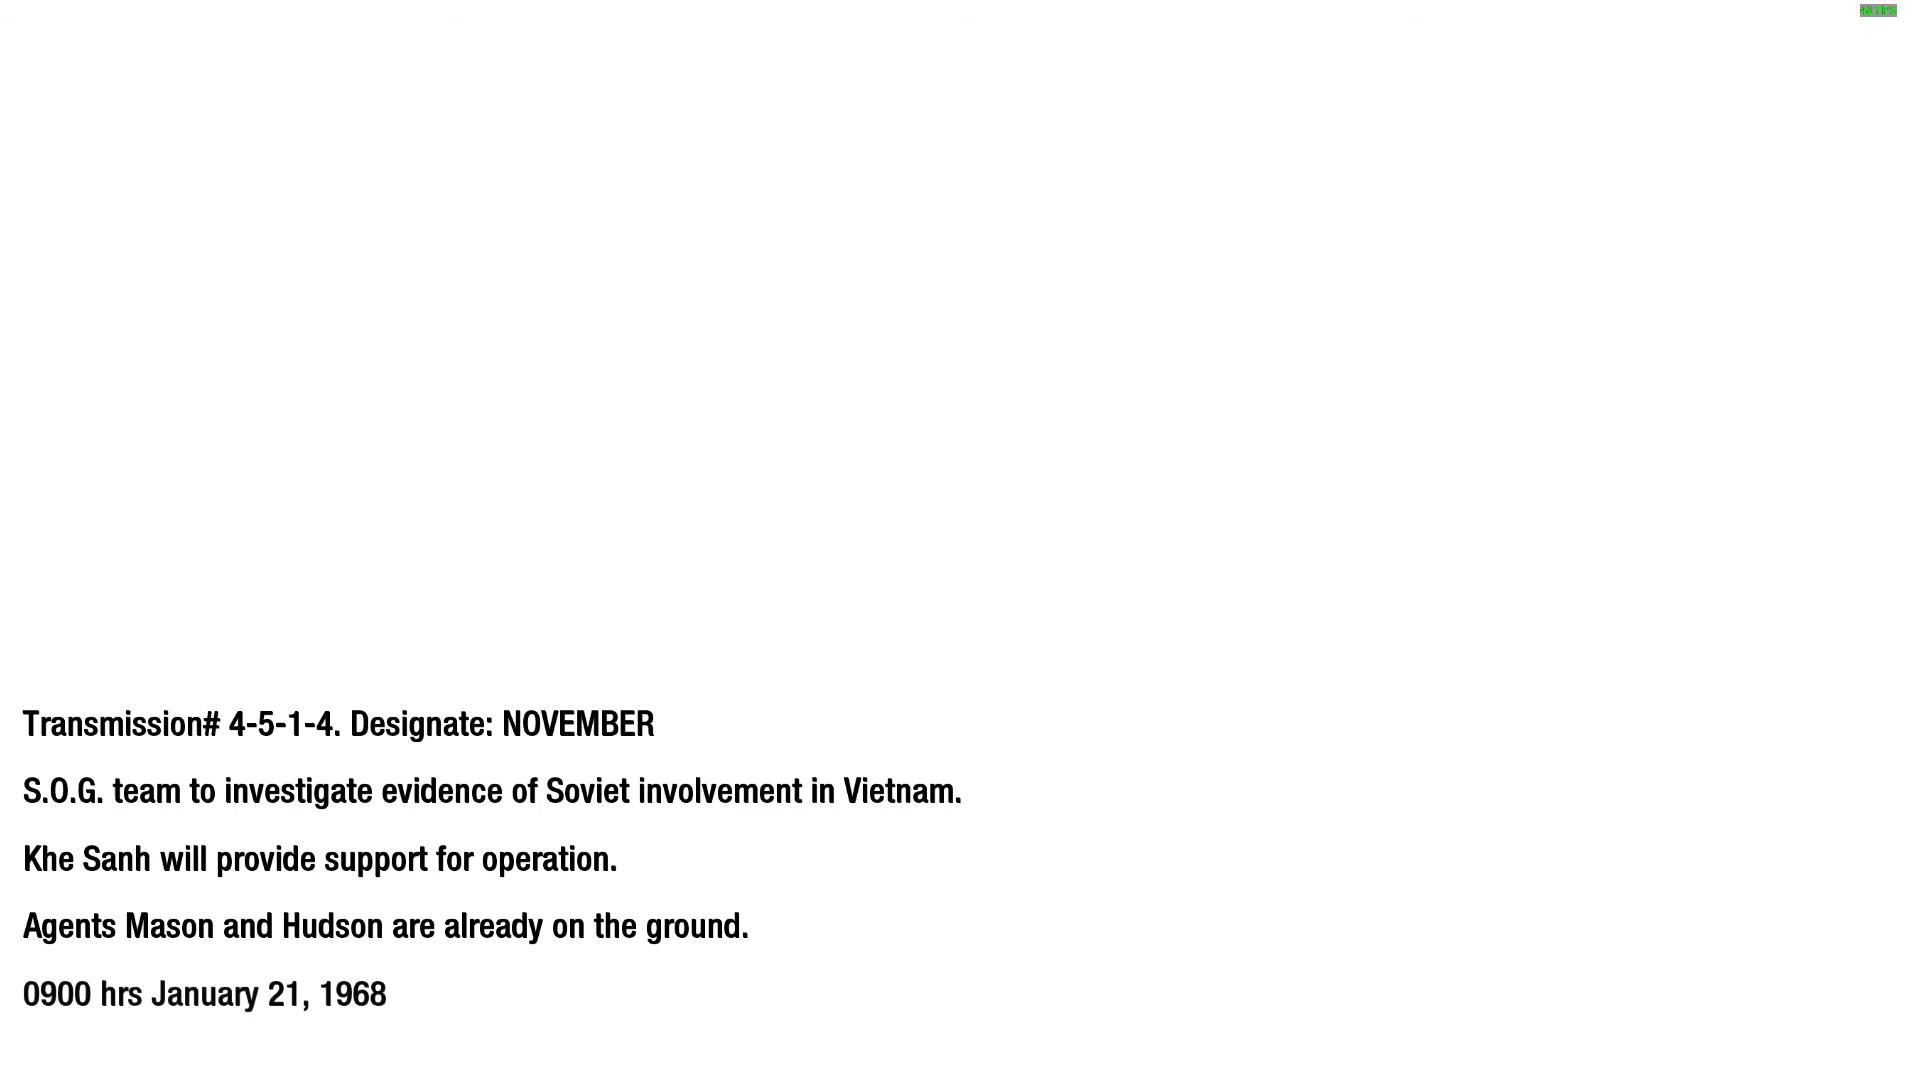 Transmission# 4-5-1-4. Designate: NOVEMBER
S.O.G. team to investigate evidence of Soviet involvement in Vietnam.
Khe Sanh will provide support for operation.
Agents Mason and Hudson are already on the ground.
0900 hrs January 21, 1968